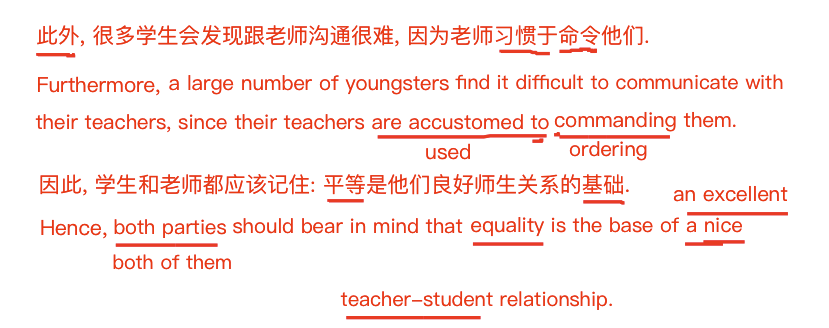 此外, 很多学生会发现跟老师沟通很难, 因为老师习惯于命令他们.
Furthermore, a large number of youngsters find it difficult to communicate with
their teachers, since their teachers are accustomed to commanding them.
used ordering
因此, 学生和老师都应该记住: 平等是他们良好师生关系的基础.
an excellent
Hence, both parties should bear in mind that equality is the base of a nice
both of them
teacher-student relationship.